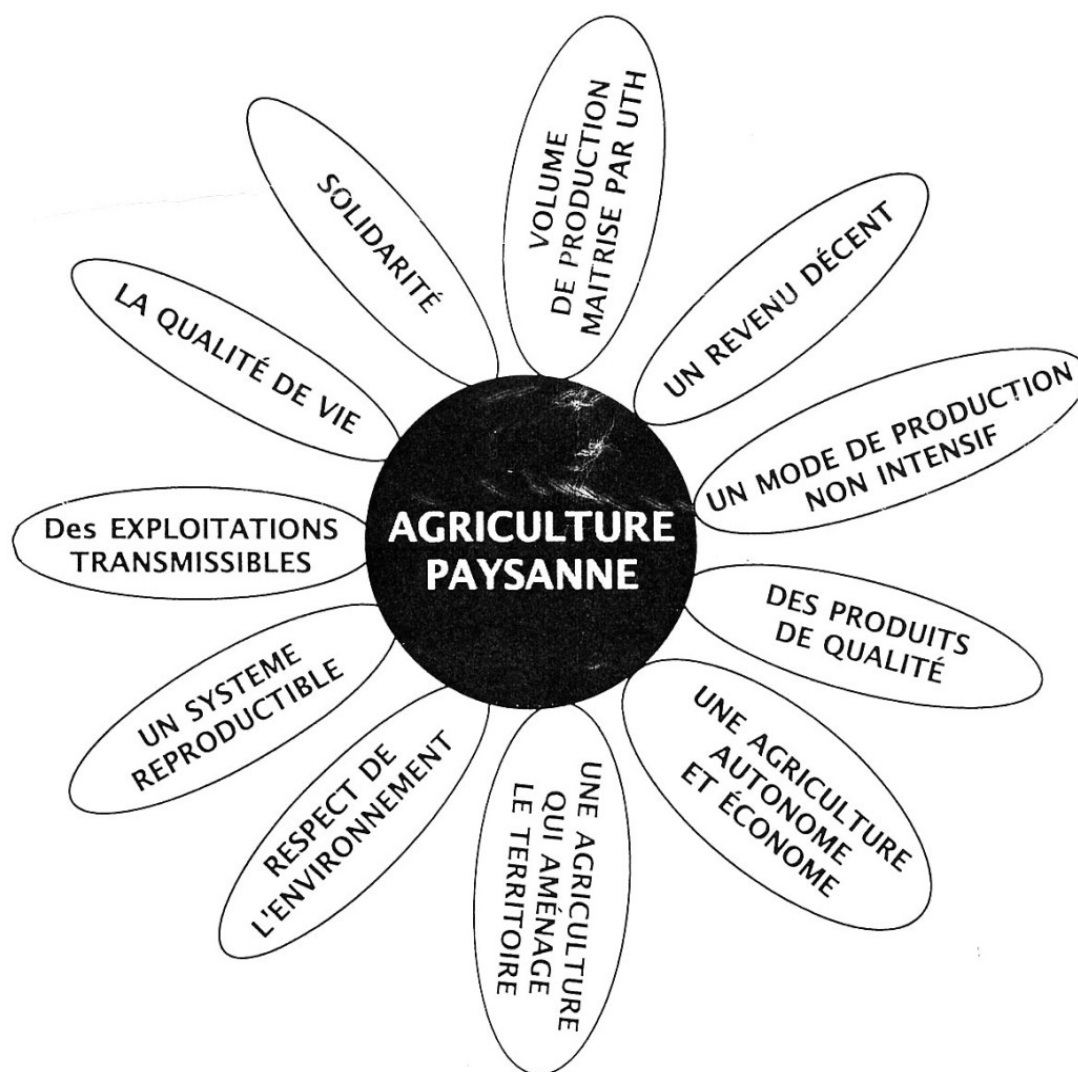 AGRICULTURE
PAYSANNE
VOLUME
DE PRODUCTION
MAITRISE PAR UTH
UN REVENU DÉCENT
UN MODE DE PRODUCTION
NON INTENSIF
DES PRODUITS
DE QUALITÉ
UNE AGRICULTURE
AUTONOME
ET ÉCONOME
UNE AGRICULTURE
QUI AMÉNAGE
LE TERRITOIRE
RESPECT DE
L'ENVIRONNEMENT
UN SYSTEME
REPRODUCTIBLE
Des EXPLOITATIONS
TRANSMISSIBLES
LA QUALITÉ DE VIE
SOLIDARITÉ